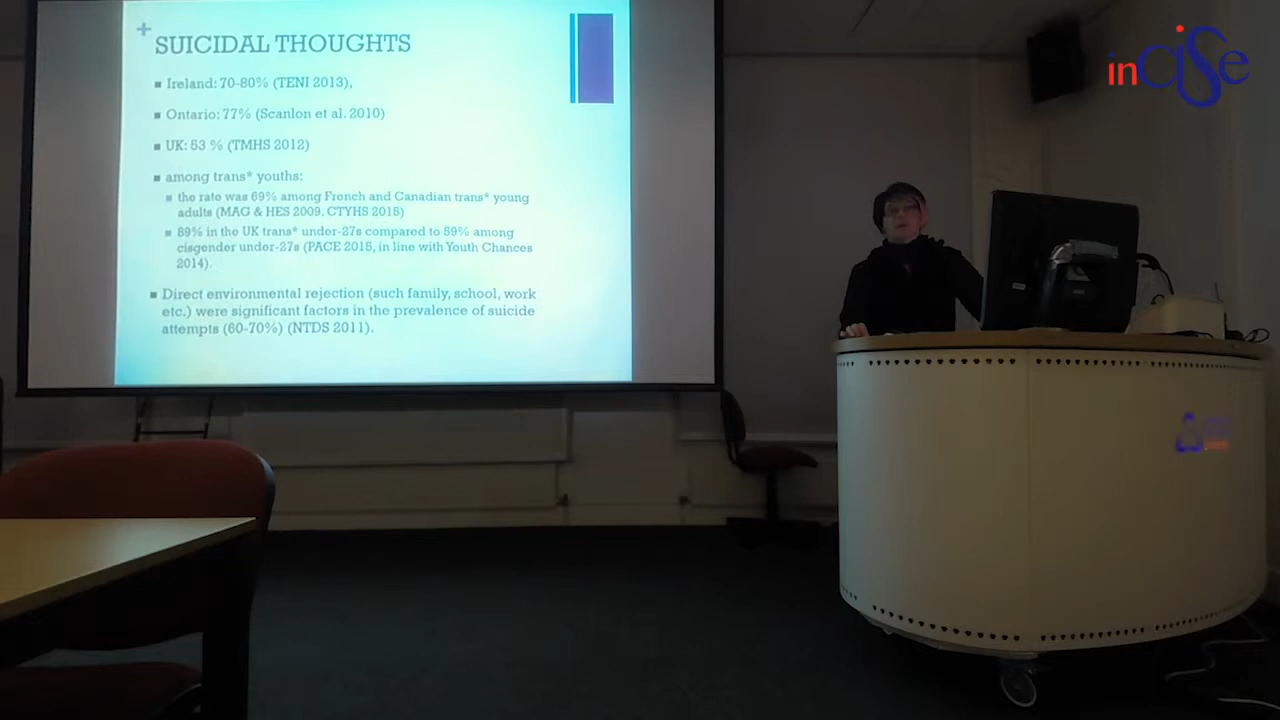 +
SUICIDAL THOUGHTS
Ireland: 70-80% (TENI 2013),
Ontario: 77% (Scanlon et al. 2010)
UK: 53 % (TMHS 2012)
among trans* youths:
the rate was 69% among French and Canadian trans* young
adults (MAG & HES 2009. CTYHS 2015)
89% in the UK trans* under-27s compared to 59% among
cisgender under-27s (PACE 2015, in line with Youth Chances
2014).
Direct environmental rejection (such family, school, work
etc.) were significant factors in the prevalence of suicide
attempts (60-70%) (NTDS 2011).
inCiSe